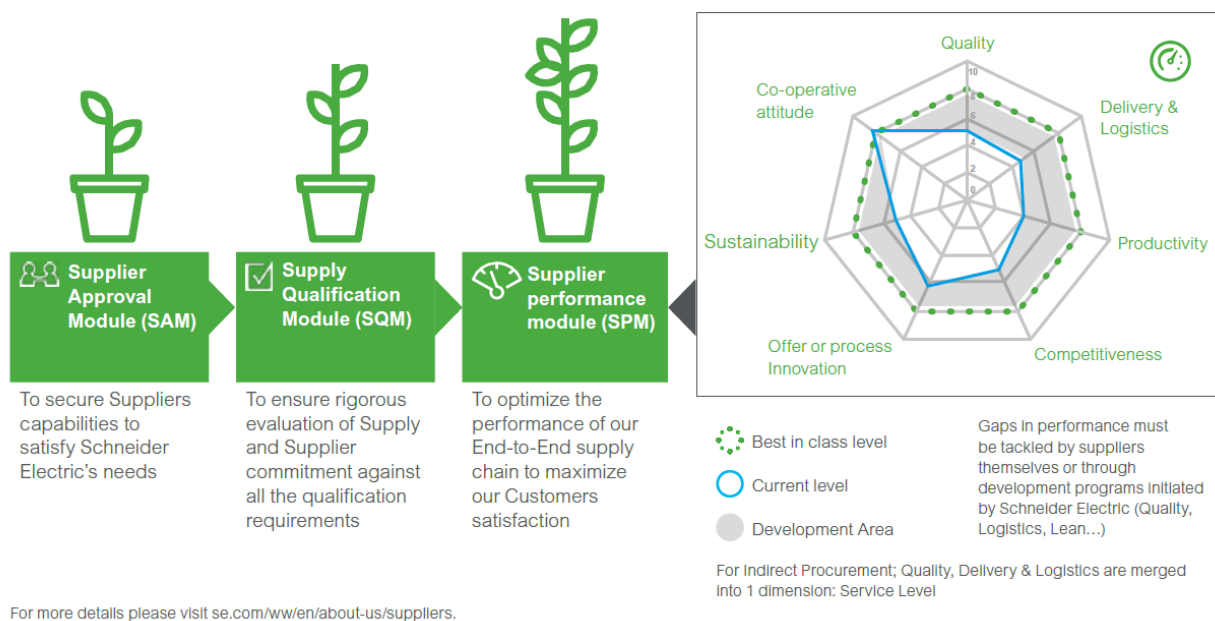 Supplier
Approval
Module (SAM)
To secure Suppliers
capabilities to
satisfy Schneider
Electric's needs
Supply
Qualification
Module (SQM)
To ensure rigorous
evaluation of Supply
and Supplier
commitment against
all the qualification
requirements
Supplier
performance
module (SPM)
To optimize the
performance of our
End-to-End supply
chain to maximize
our Customers
satisfaction
Quality
Delivery &
Logistics
Productivity
Competitiveness
Offer or process
Innovation
Sustainability
Co-operative
attitude
10
8
6
4
2
0
Best in class level
Current level
Development Area
Gaps in performance must
be tackled by suppliers
themselves or through
development programs initiated
by Schneider Electric (Quality,
Logistics, Lean…)
For Indirect Procurement; Quality, Delivery & Logistics are merged
into 1 dimension: Service Level
For more details please visit se.com/ww/en/about-us/suppliers.